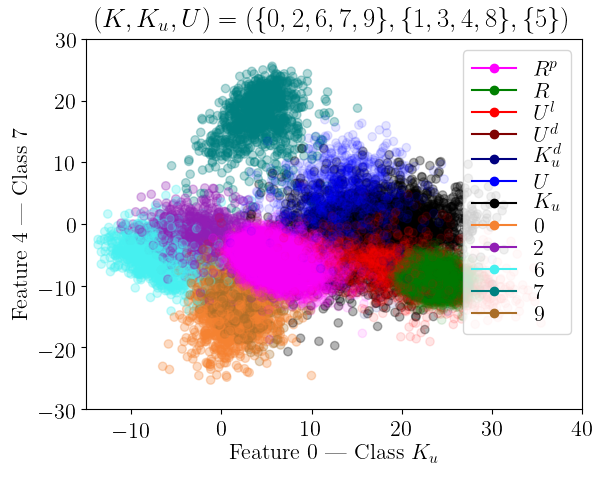 (K, K_u, U) = ({0, 2, 6, 7, 9}, {1, 3, 4, 8}, {5})
30
20
10
0
−10
−20
−30
Feature 4 — Class 7
R^p
R
U^l
U^d
K_u^d
U
K_u
0
2
6
7
9
−10
0
10
20
30
40
Feature 0 — Class K_u